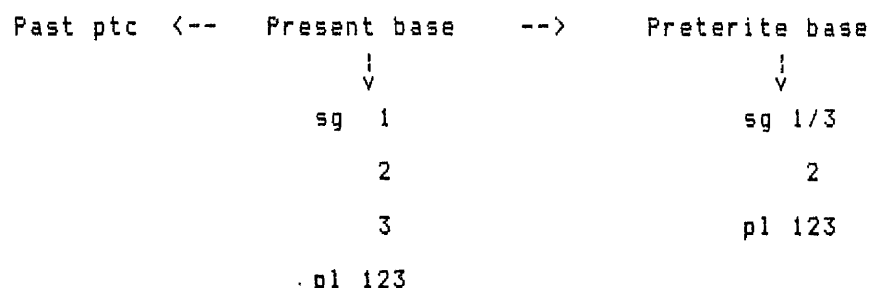 Past ptc <-- Present base --> Preterite base
sg 1 sg 1/3
2 2
3 pl 123
pl 123